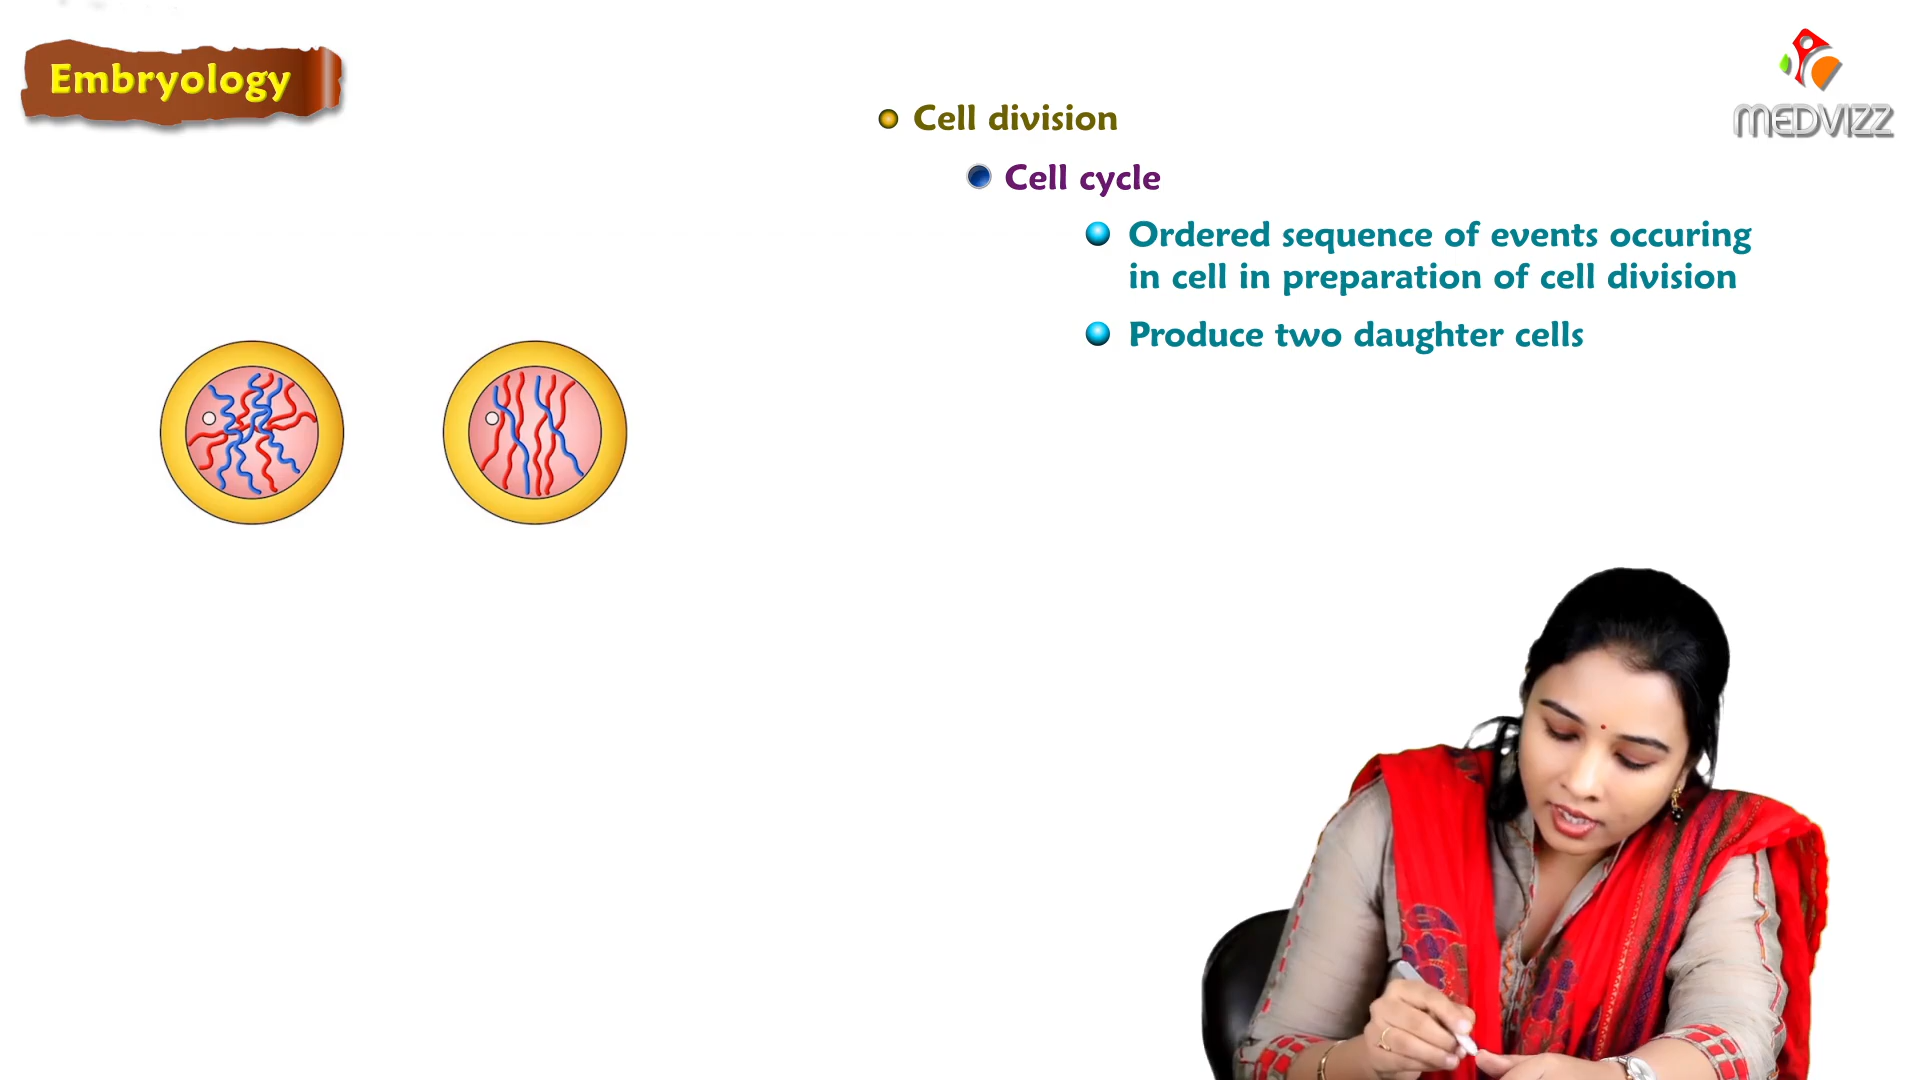 Embryology
MEDVIZZ
Cell division
Cell cycle
Ordered sequence of events occuring
in cell in preparation of cell division
Produce two daughter cells